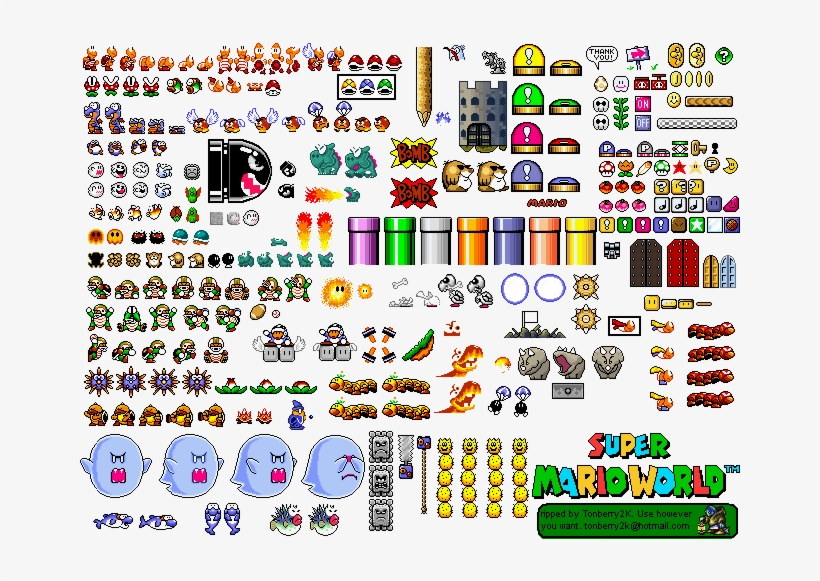 THANK
YOU!
ON
OFF
BOMB
BOMB
MARIO
P
P
P
SUPER
MARIO WORLD™
ripped by Tonberry2K. Use however
you want. tonberry2k@hotmail.com